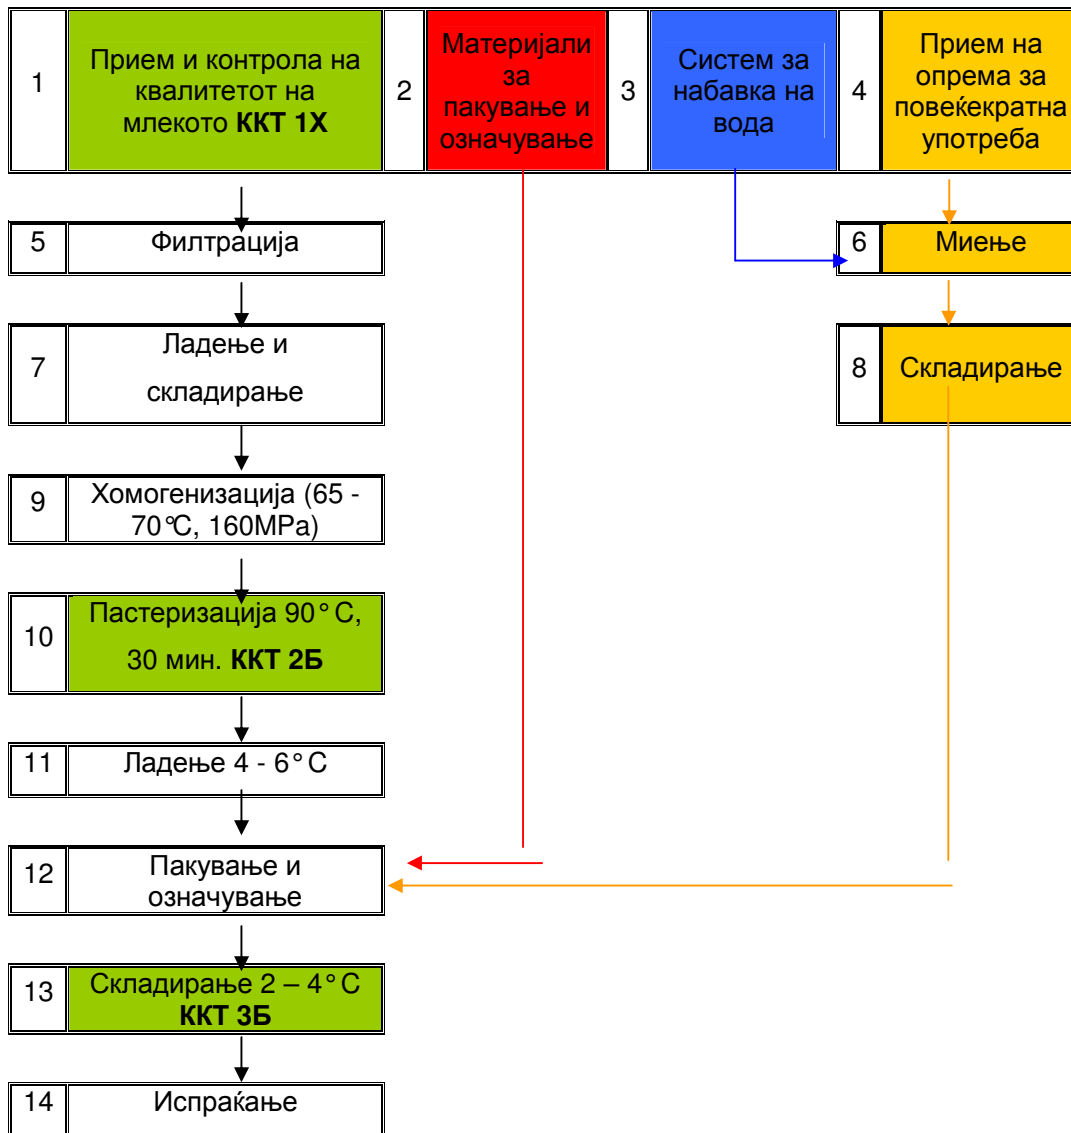 1
Прием и контрола на
квалитетот на
млекото ККТ 1Х
2
Материјали
за
пакување и
означување
3
Систем за
набавка на
вода
4
Прием на
опрема за
повеќекратна
употреба
5
Филтрација
6
Миење
7
Ладење и
складирање
8
Складирање
9
Хомогенизација (65 -
70°C, 160MPa)
10
Пастеризација 90° C,
30 мин. ККТ 2Б
11
Ладење 4 - 6° C
12
Пакување и
означување
13
Складирање 2 – 4° C
ККТ 3Б
14
Испраќање